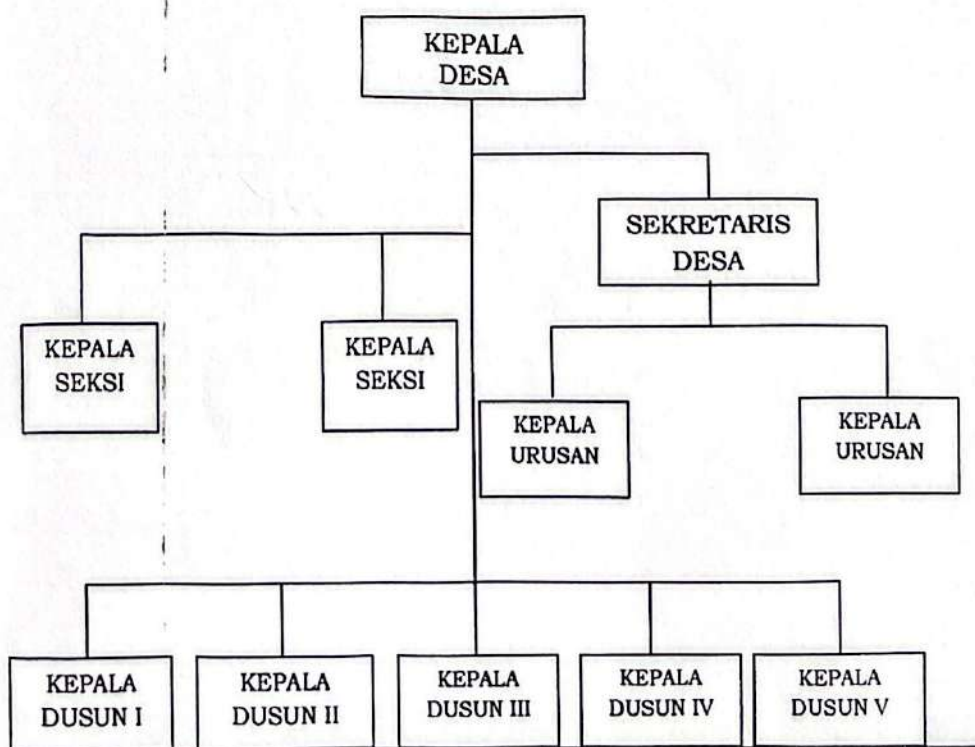 KEPALA
DESA
SEKRETARIS
DESA
KEPALA
SEKSI
KEPALA
SEKSI
KEPALA
URUSAN
KEPALA
URUSAN
KEPALA
DUSUN I
KEPALA
DUSUN II
KEPALA
DUSUN III
KEPALA
DUSUN IV
KEPALA
DUSUN V